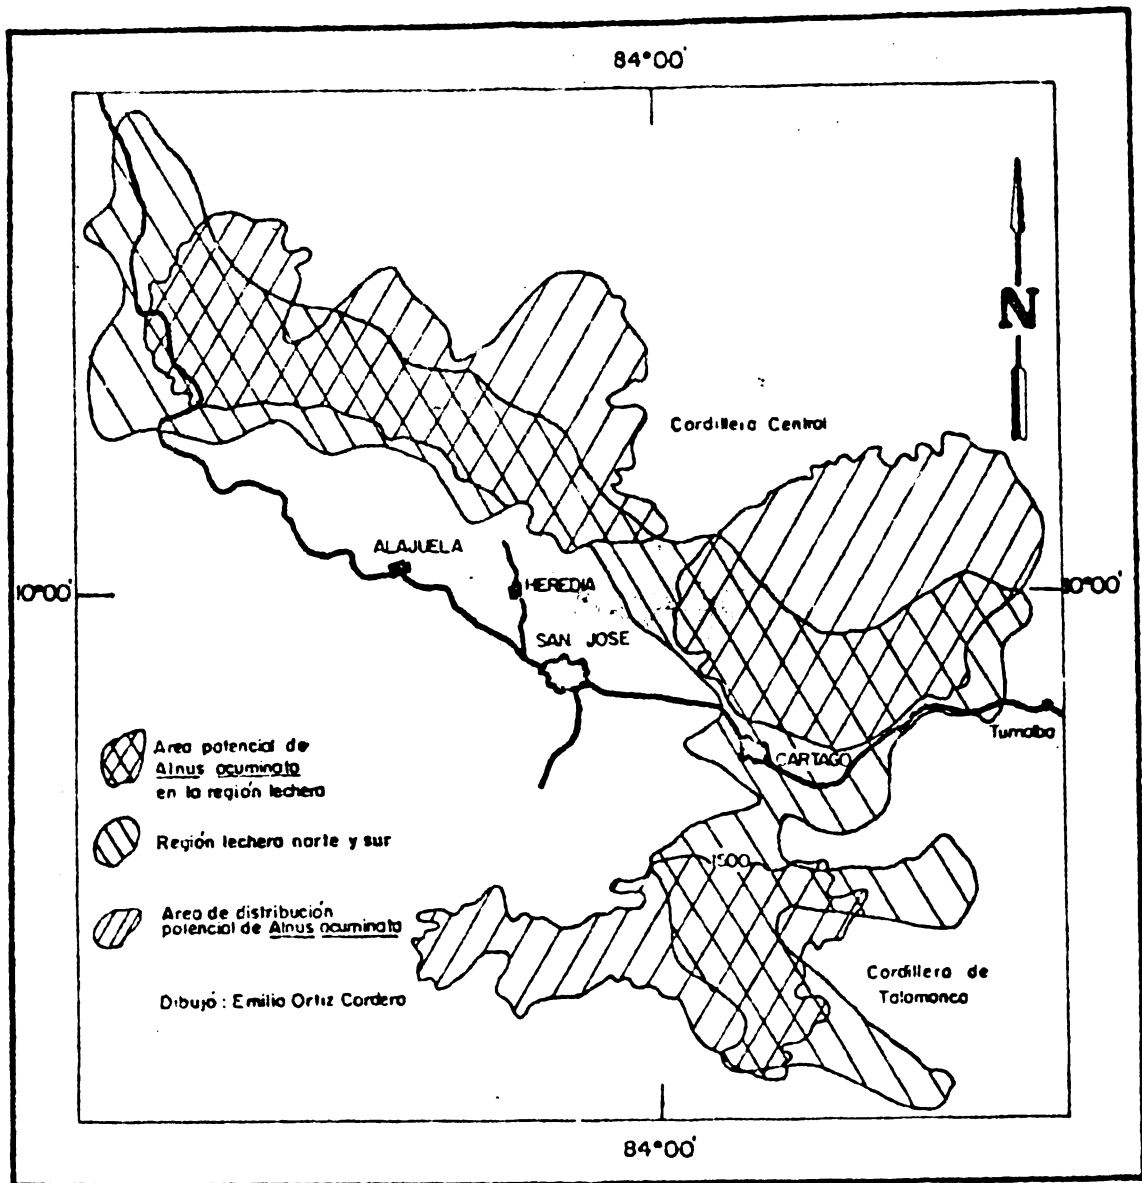 84°00'
N
Cordillera Central
ALAJUELA
10°00'
HEREDIA
10°00'
SAN JOSE
Turrialba
CARTAGO
Area potencial de
Alnus acuminata
en la región lechera
Región lechera norte y sur
1500
Area de distribución
potencial de Alnus acuminata
Cordillera de
Talamanca
Dibujó: Emilio Ortiz Cordero
84°00'